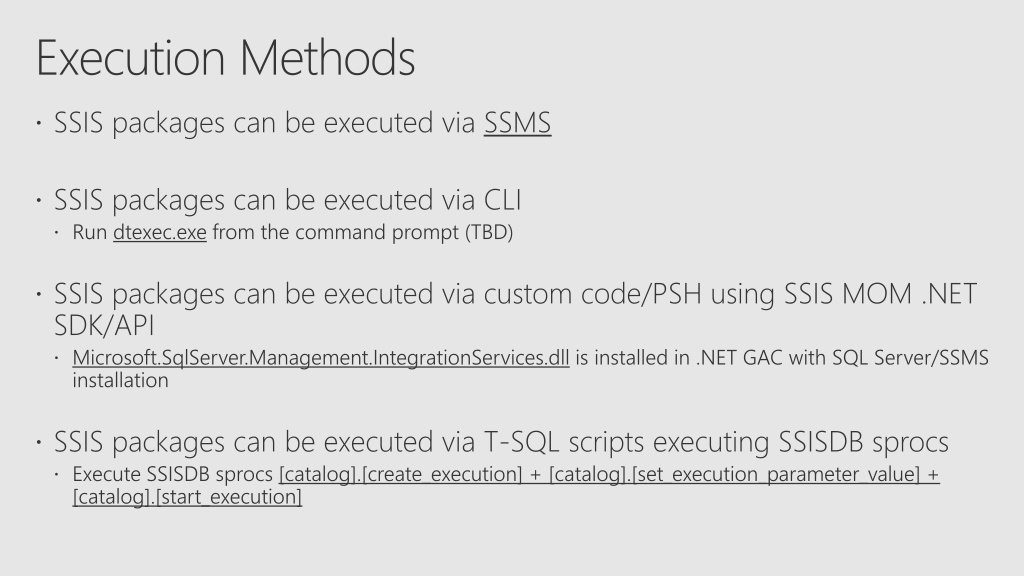 Execution Methods
• SSIS packages can be executed via SSMS
• SSIS packages can be executed via CLI
• Run dtexec.exe from the command prompt (TBD)
• SSIS packages can be executed via custom code/PSH using SSIS MOM .NET
SDK/API
• Microsoft.SqlServer.Management.IntegrationServices.dll is installed in .NET GAC with SQL Server/SSMS
installation
• SSIS packages can be executed via T-SQL scripts executing SSISDB sprocs
• Execute SSISDB sprocs [catalog].[create_execution] + [catalog].[set_execution_parameter_value] +
[catalog].[start_execution]